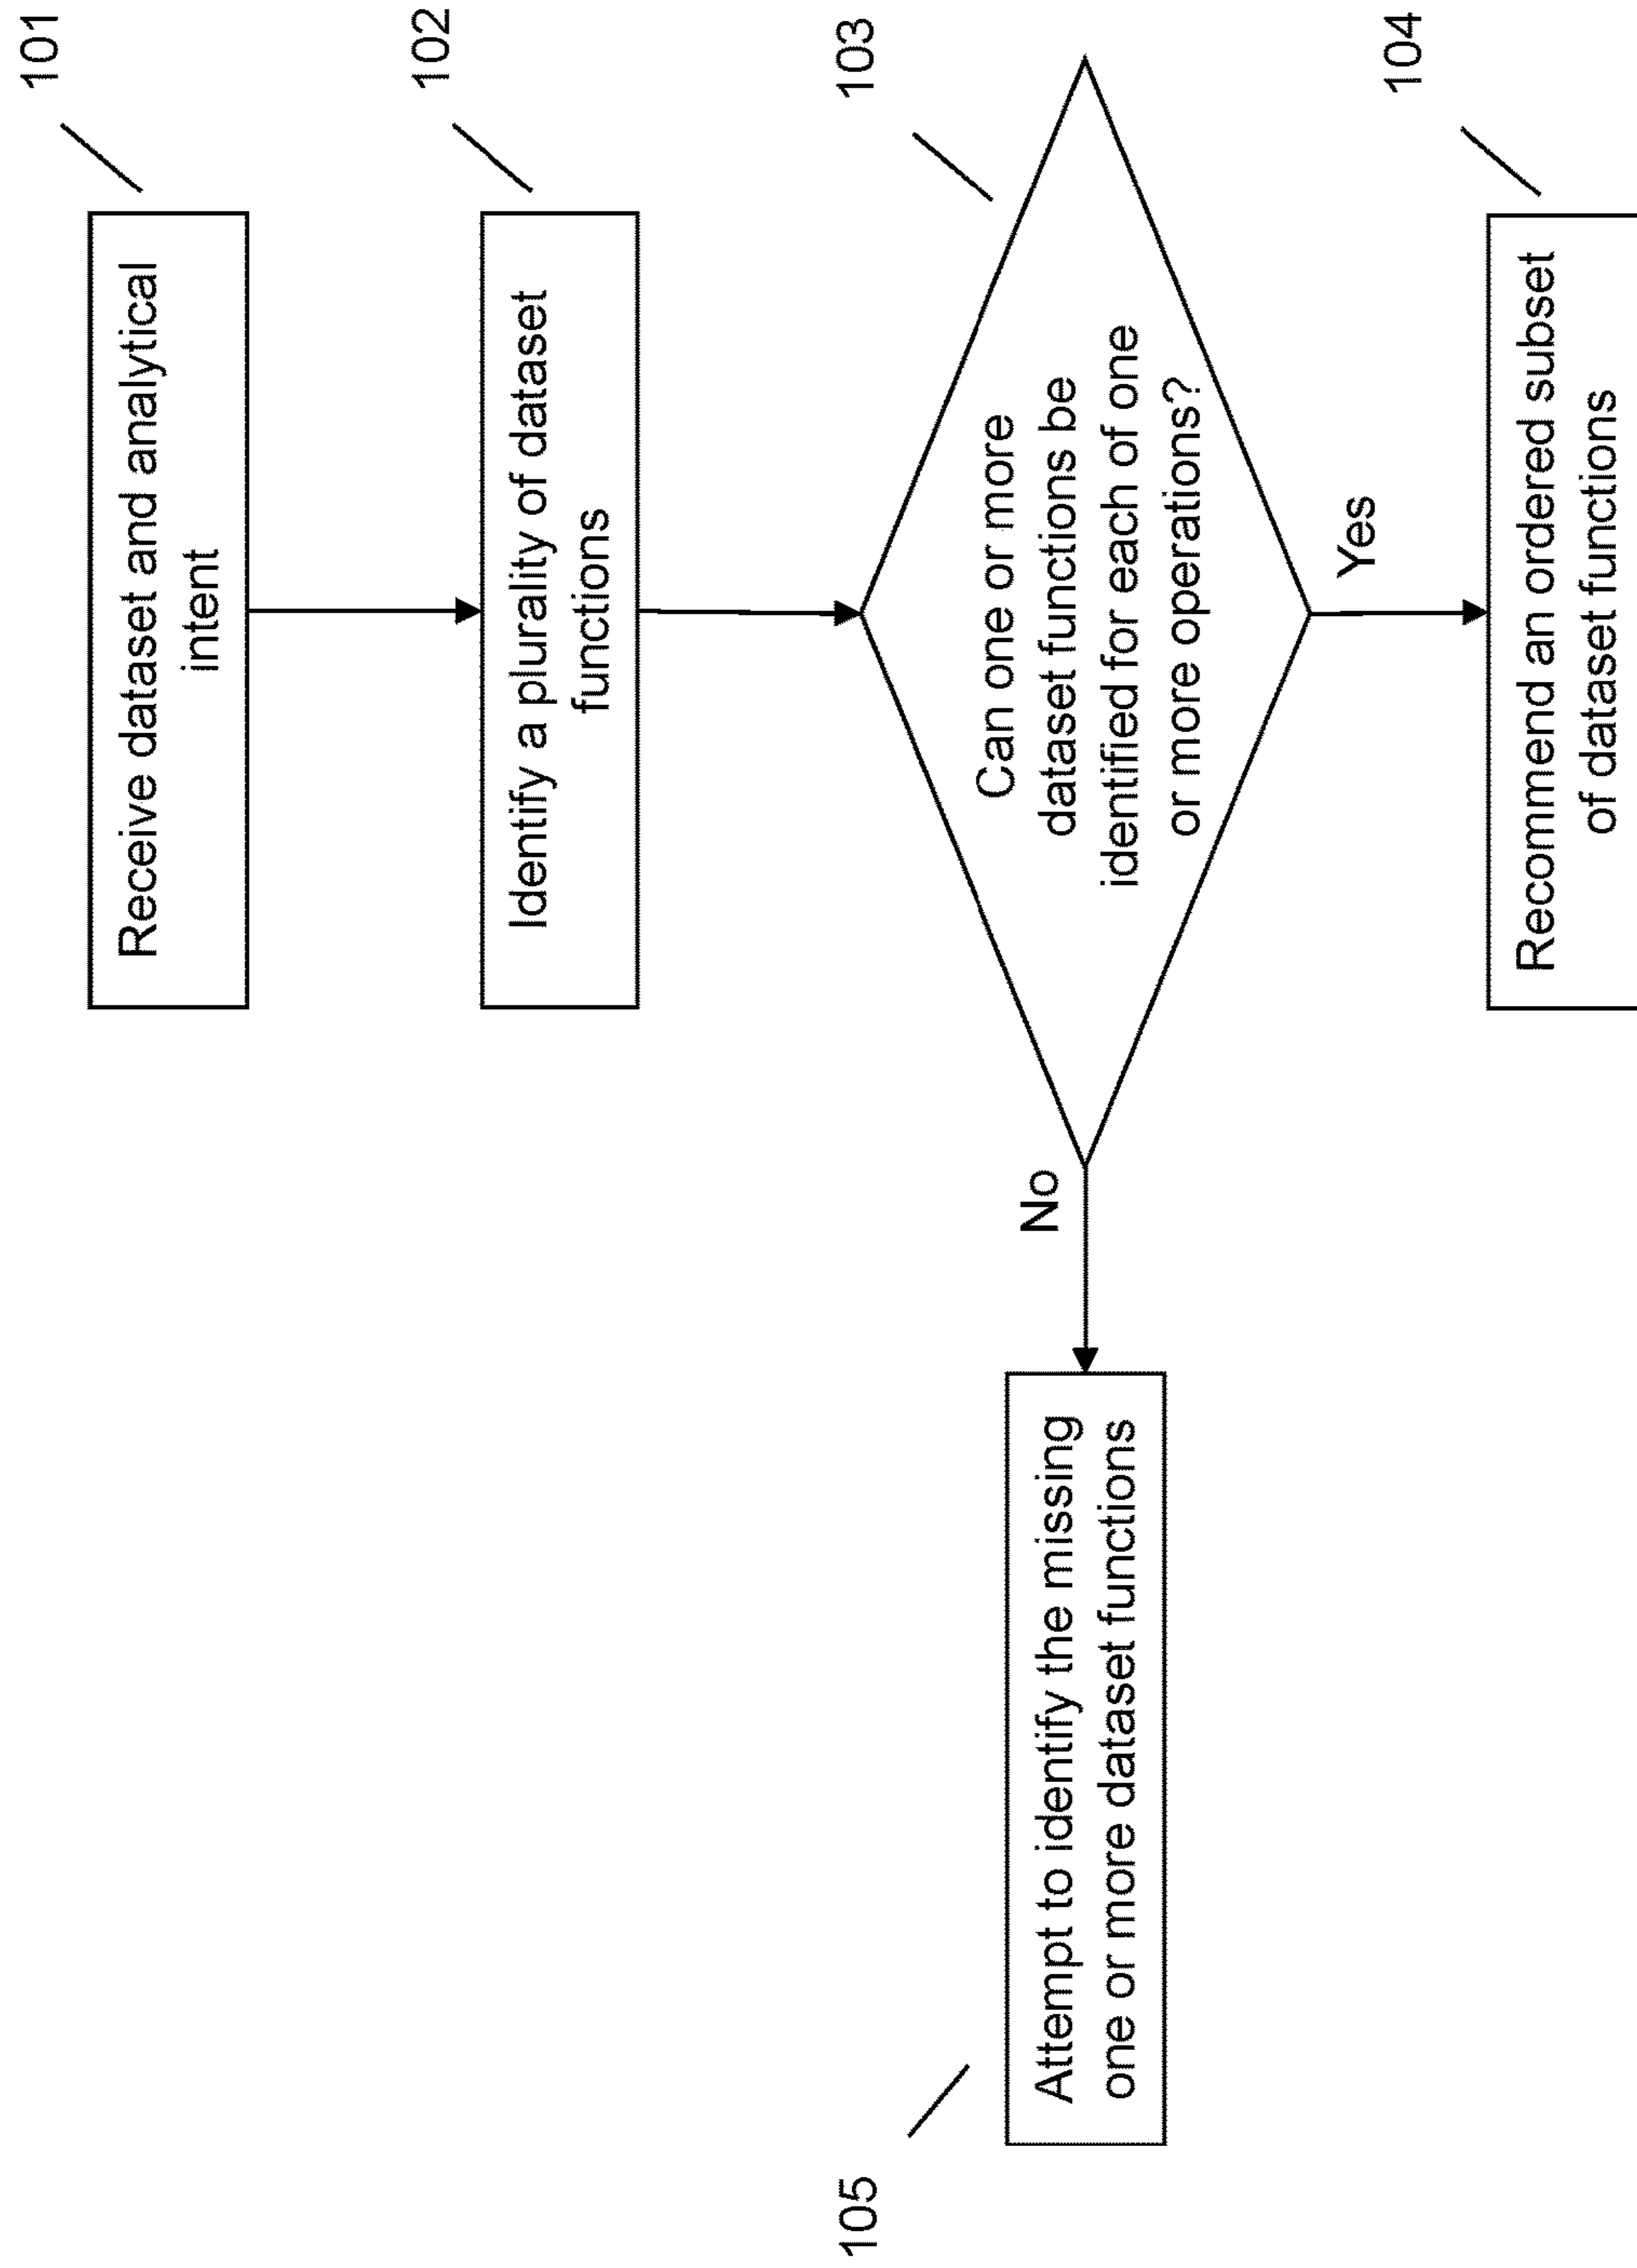 101
Receive dataset and analytical
intent
102
Identify a plurality of dataset
functions
103
Can one or more
dataset functions be
identified for each of one
or more operations?
No
Yes
105
Attempt to identify the missing
one or more dataset functions
104
Recommend an ordered subset
of dataset functions